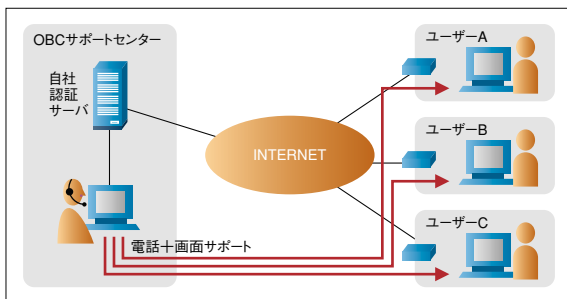 OBCサポートセンター
自社
認証
サーバ
INTERNET
電話＋画面サポート
ユーザーA
ユーザーB
ユーザーC